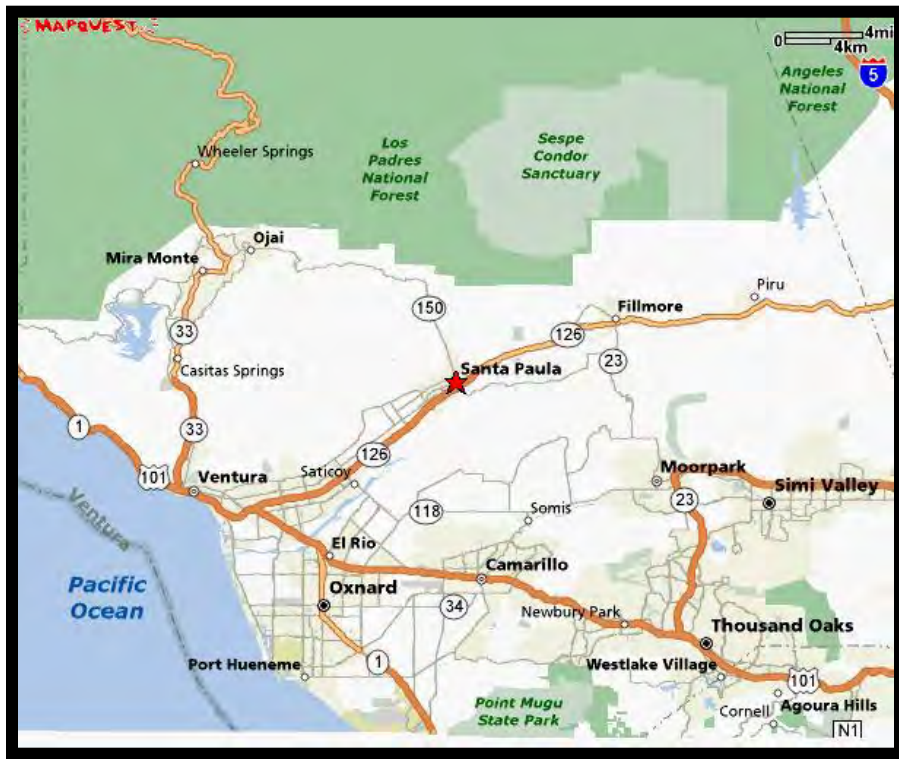 MAPQUEST
0 4mi
4km
5
Angeles
National
Forest
Los
Padres
National
Forest
Sespe
Condor
Sanctuary
Wheeler Springs
Ojai
Mira Monte
Piru
150
Fillmore
33
126
23
Santa Paula
Casitas Springs
1
33
126
101
Ventura
Saticoy
Moorpark
Simi Valley
23
118
Somis
Ventura
El Rio
Camarillo
Pacific
Ocean
Oxnard
34
Newbury Park
Thousand Oaks
Port Hueneme
1
Westlake Village
101
Point Mugu
State Park
Cornell
Agoura Hills
N1